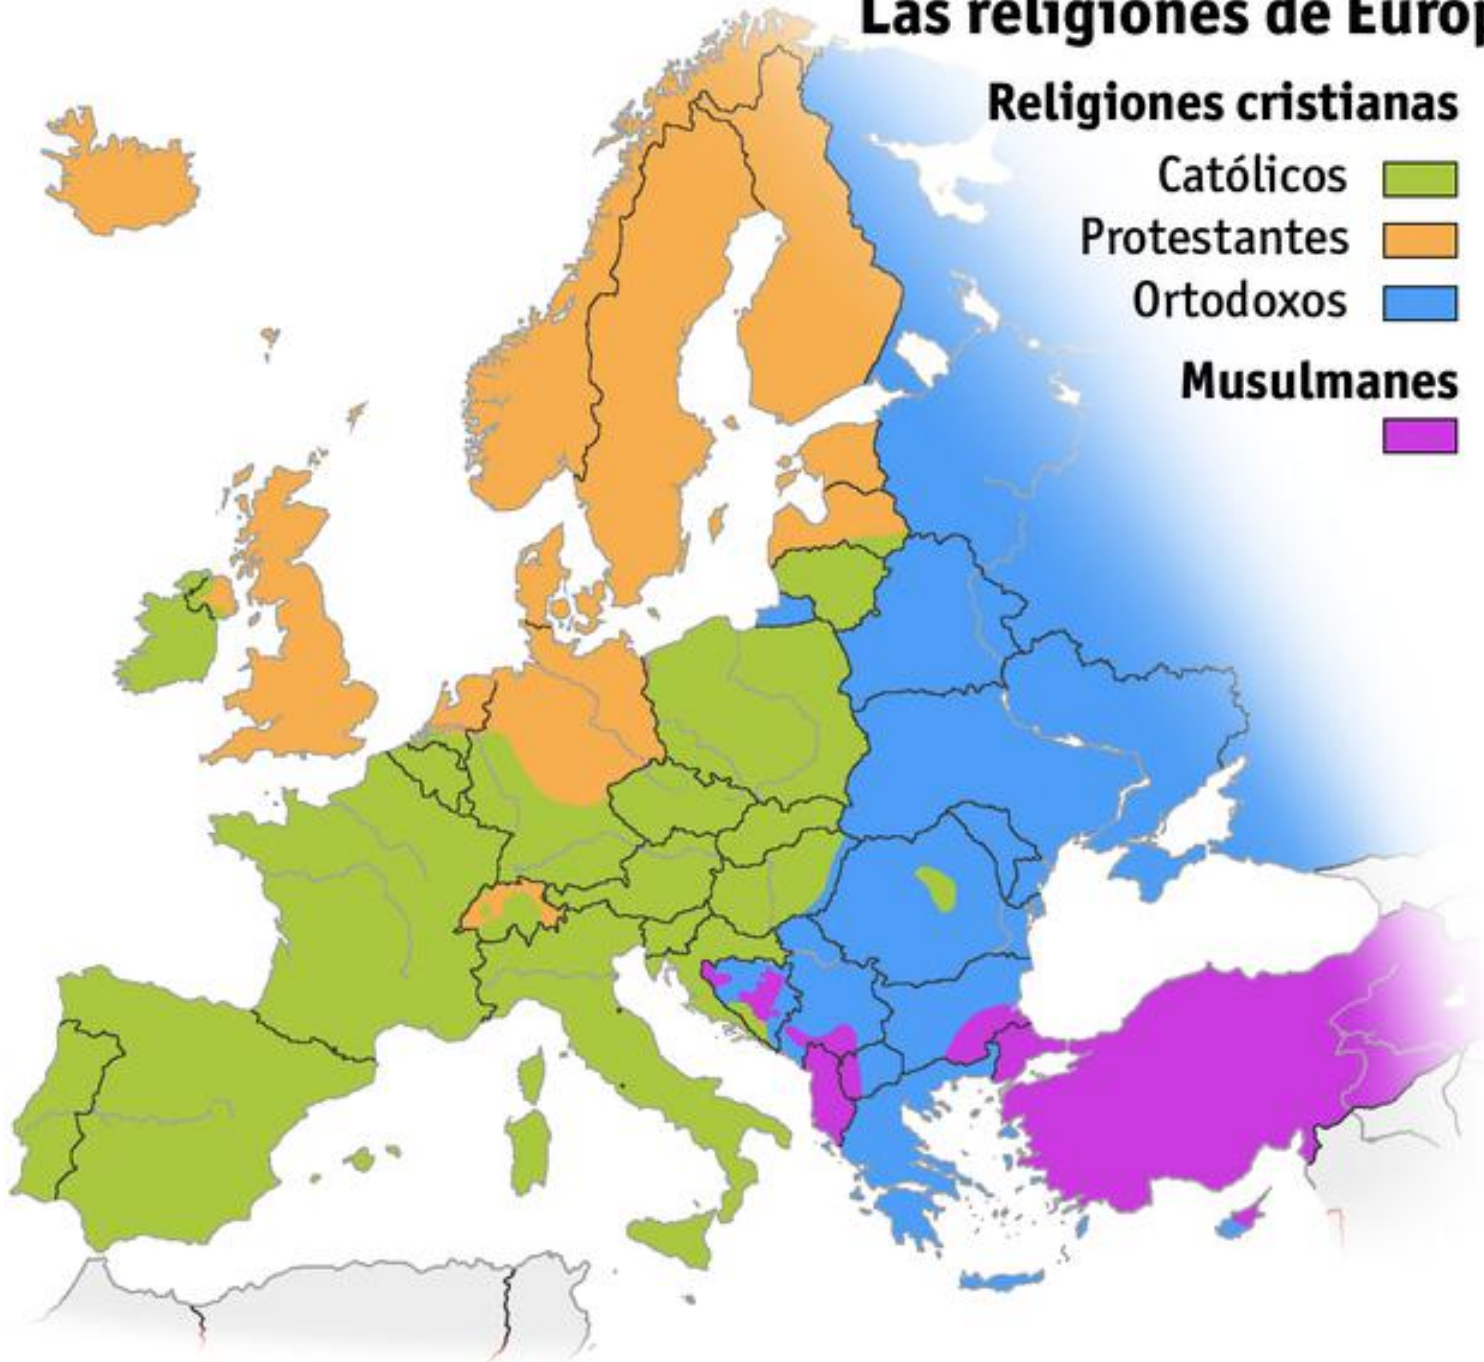 Las religiones de Europ
Religiones cristianas
Católicos
Protestantes
Ortodoxos
Musulmanes